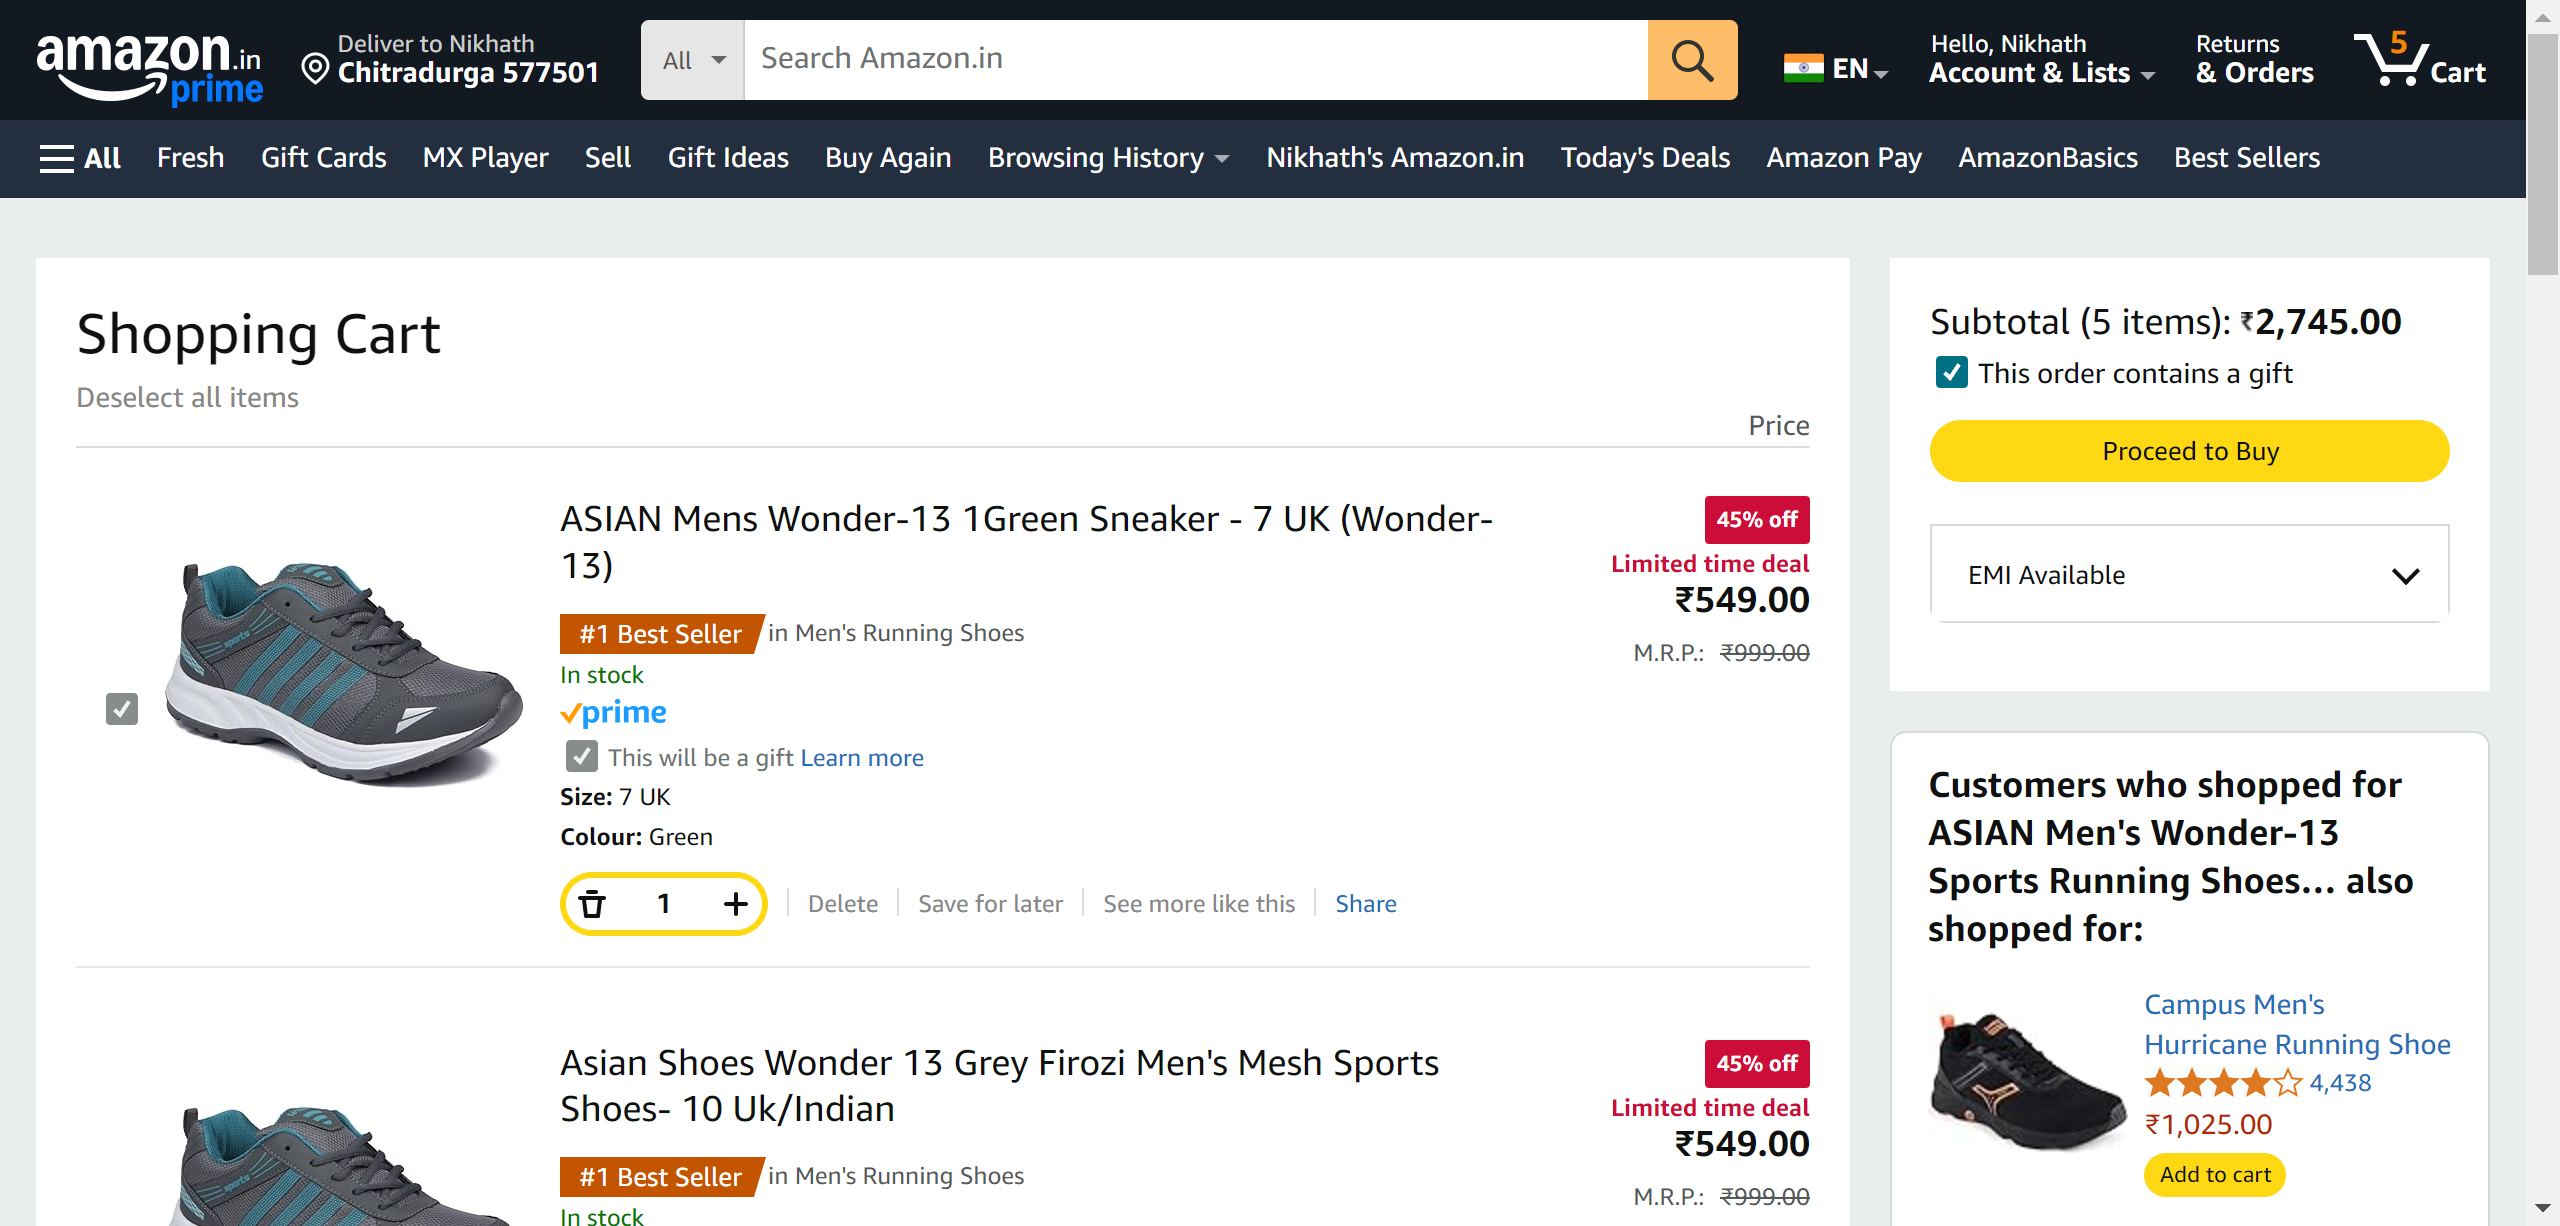 amazon.in
prime
Deliver to Nikhath
Chitradurga 577501
All
Search Amazon.in
EN
Hello, Nikhath
Account & Lists
Returns
& Orders
5
Cart
All Fresh Gift Cards MX Player Sell Gift Ideas Buy Again Browsing History Nikhath's Amazon.in Today's Deals Amazon Pay AmazonBasics Best Sellers
Shopping Cart
Deselect all items
Price
ASIAN Mens Wonder-13 1Green Sneaker - 7 UK (Wonder-
13)
#1 Best Seller in Men's Running Shoes
In stock
prime
This will be a gift Learn more
Size: 7 UK
Colour: Green
1 Delete Save for later See more like this Share
45% off
Limited time deal
₹549.00
M.R.P.: ₹999.00
sports
Asian Shoes Wonder 13 Grey Firozi Men's Mesh Sports
Shoes- 10 Uk/Indian
#1 Best Seller in Men's Running Shoes
In stock
45% off
Limited time deal
₹549.00
M.R.P.: ₹999.00
sports
Subtotal (5 items): ₹2,745.00
This order contains a gift
Proceed to Buy
EMI Available
Customers who shopped for
ASIAN Men's Wonder-13
Sports Running Shoes... also
shopped for:
Campus Men's
Hurricane Running Shoe
4,438
₹1,025.00
Add to cart